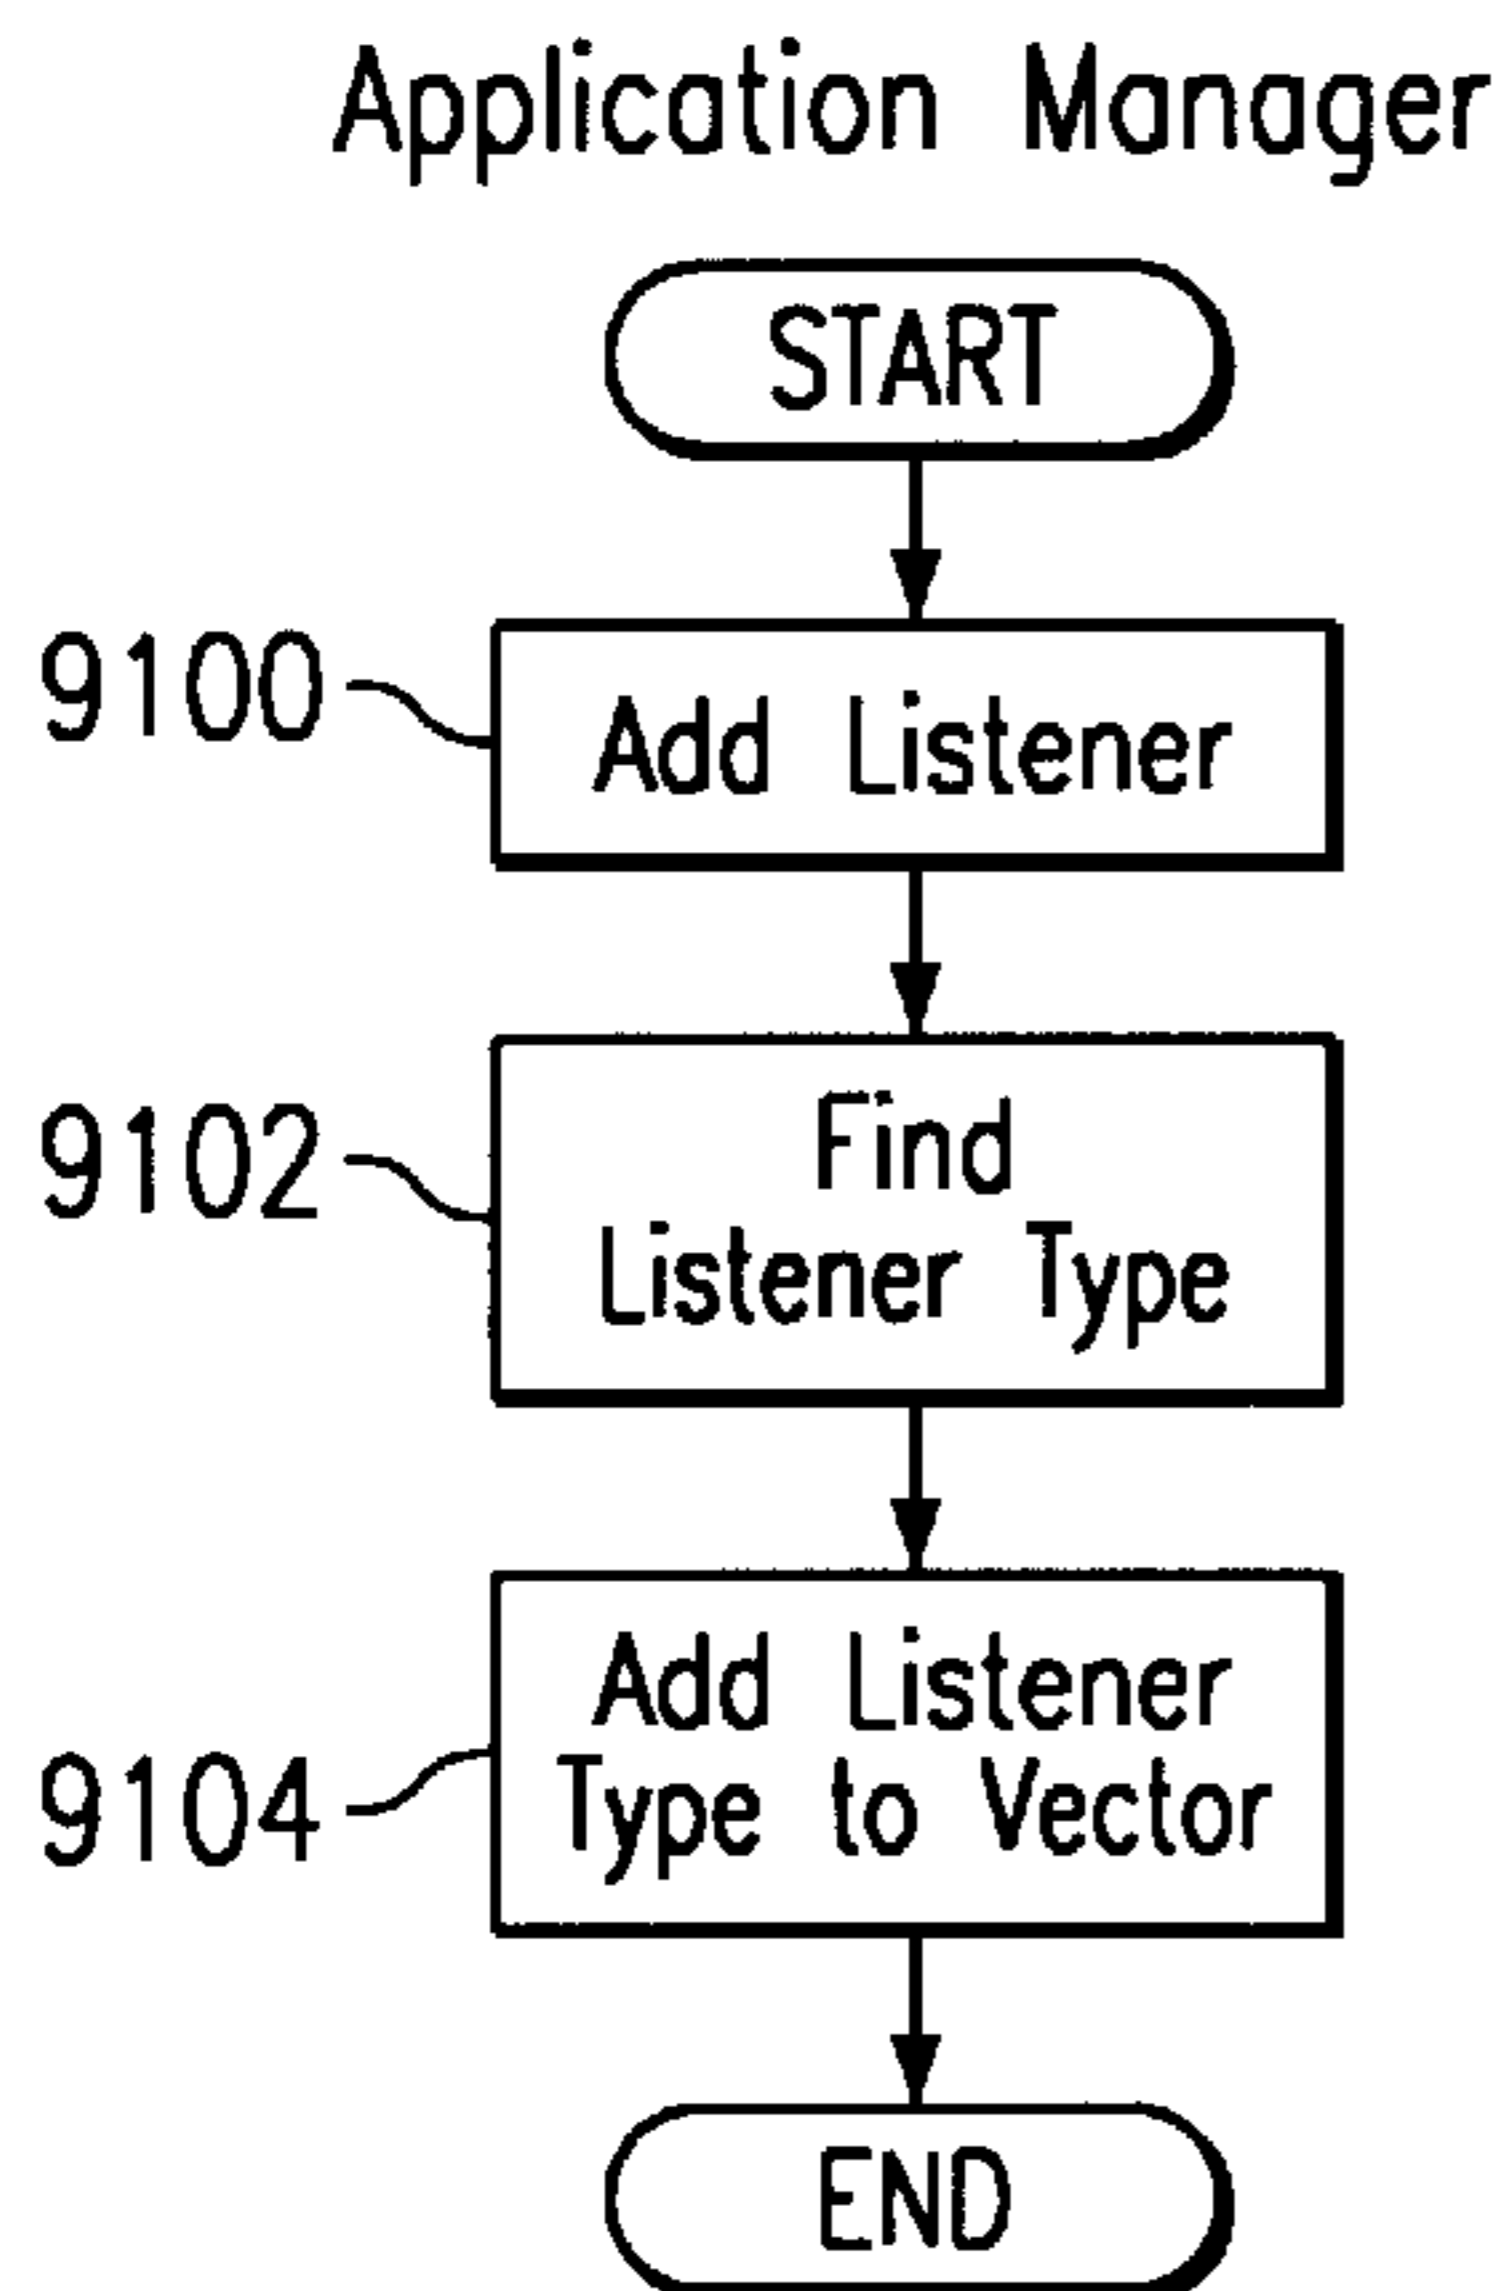 Application Manager
START
9100
Add Listener
9102
Find
Listener Type
9104
Add Listener
Type to Vector
END